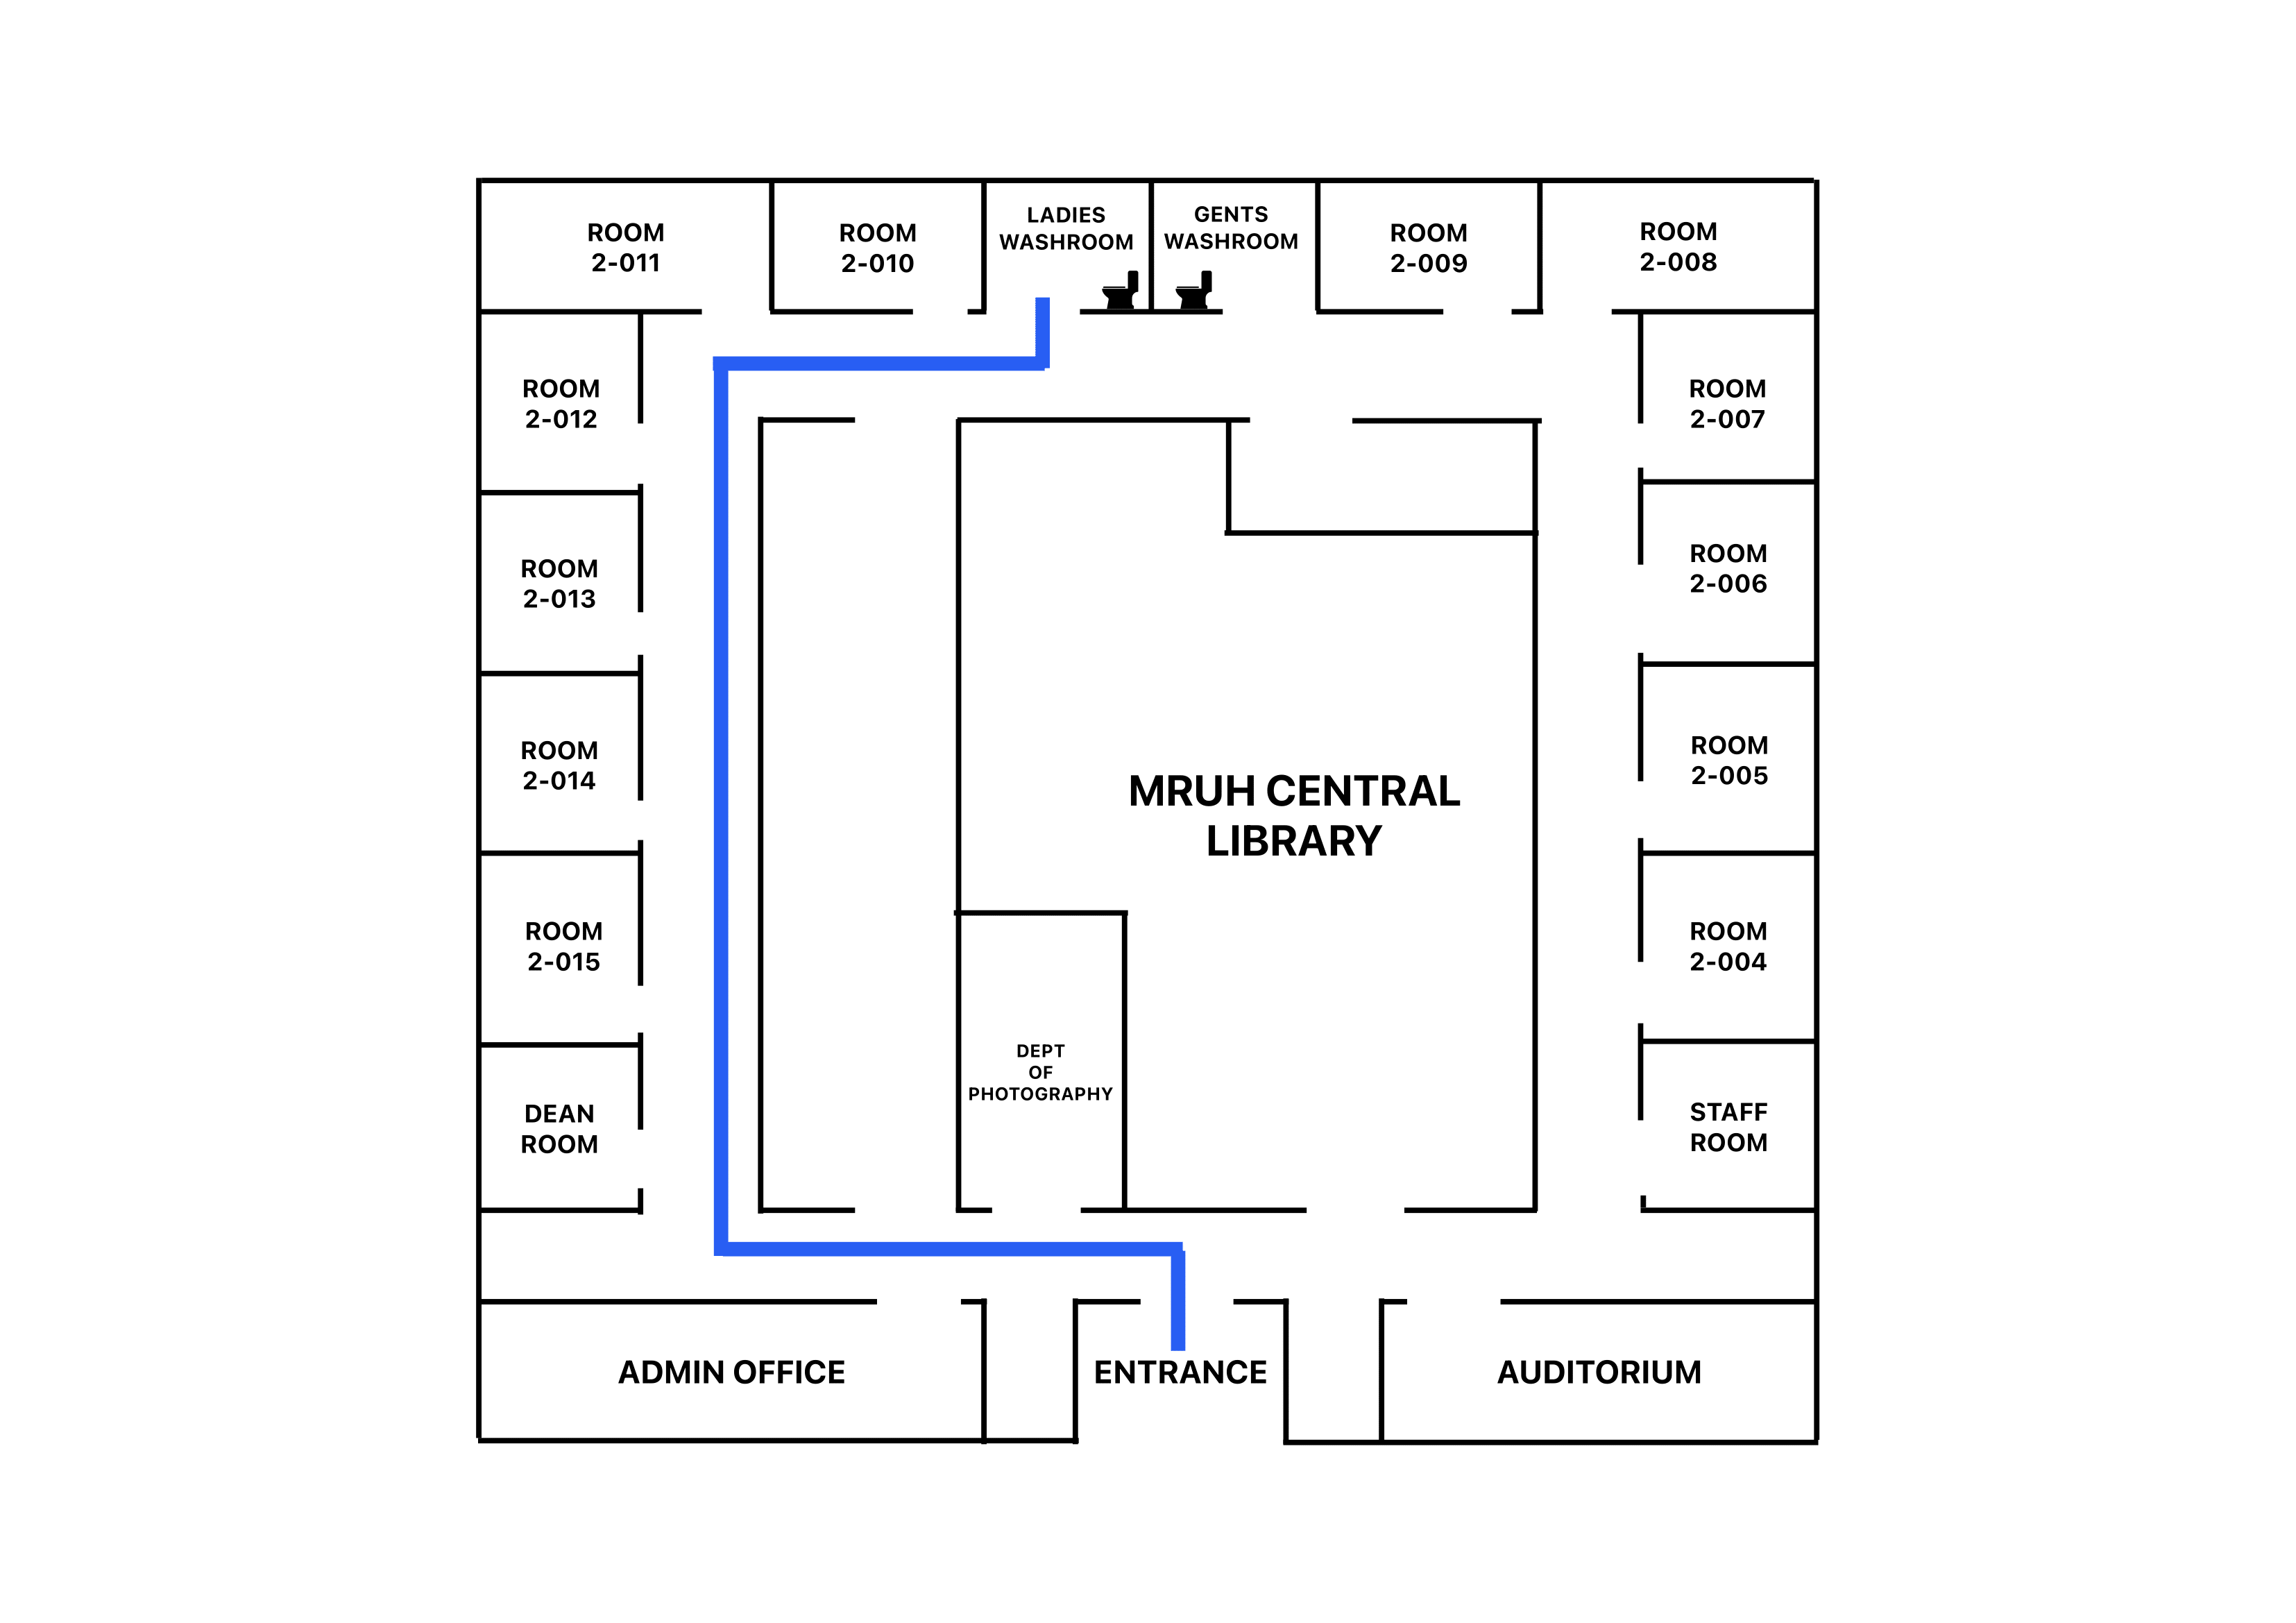 ROOM
2-011
ROOM
2-010
LADIES
WASHROOM
GENTS
WASHROOM
ROOM
2-009
ROOM
2-008
ROOM
2-012
ROOM
2-007
ROOM
2-013
ROOM
2-006
ROOM
2-014
MRUH CENTRAL
LIBRARY
ROOM
2-005
ROOM
2-015
ROOM
2-004
DEAN
ROOM
DEPT
OF
PHOTOGRAPHY
STAFF
ROOM
ADMIN OFFICE
ENTRANCE
AUDITORIUM